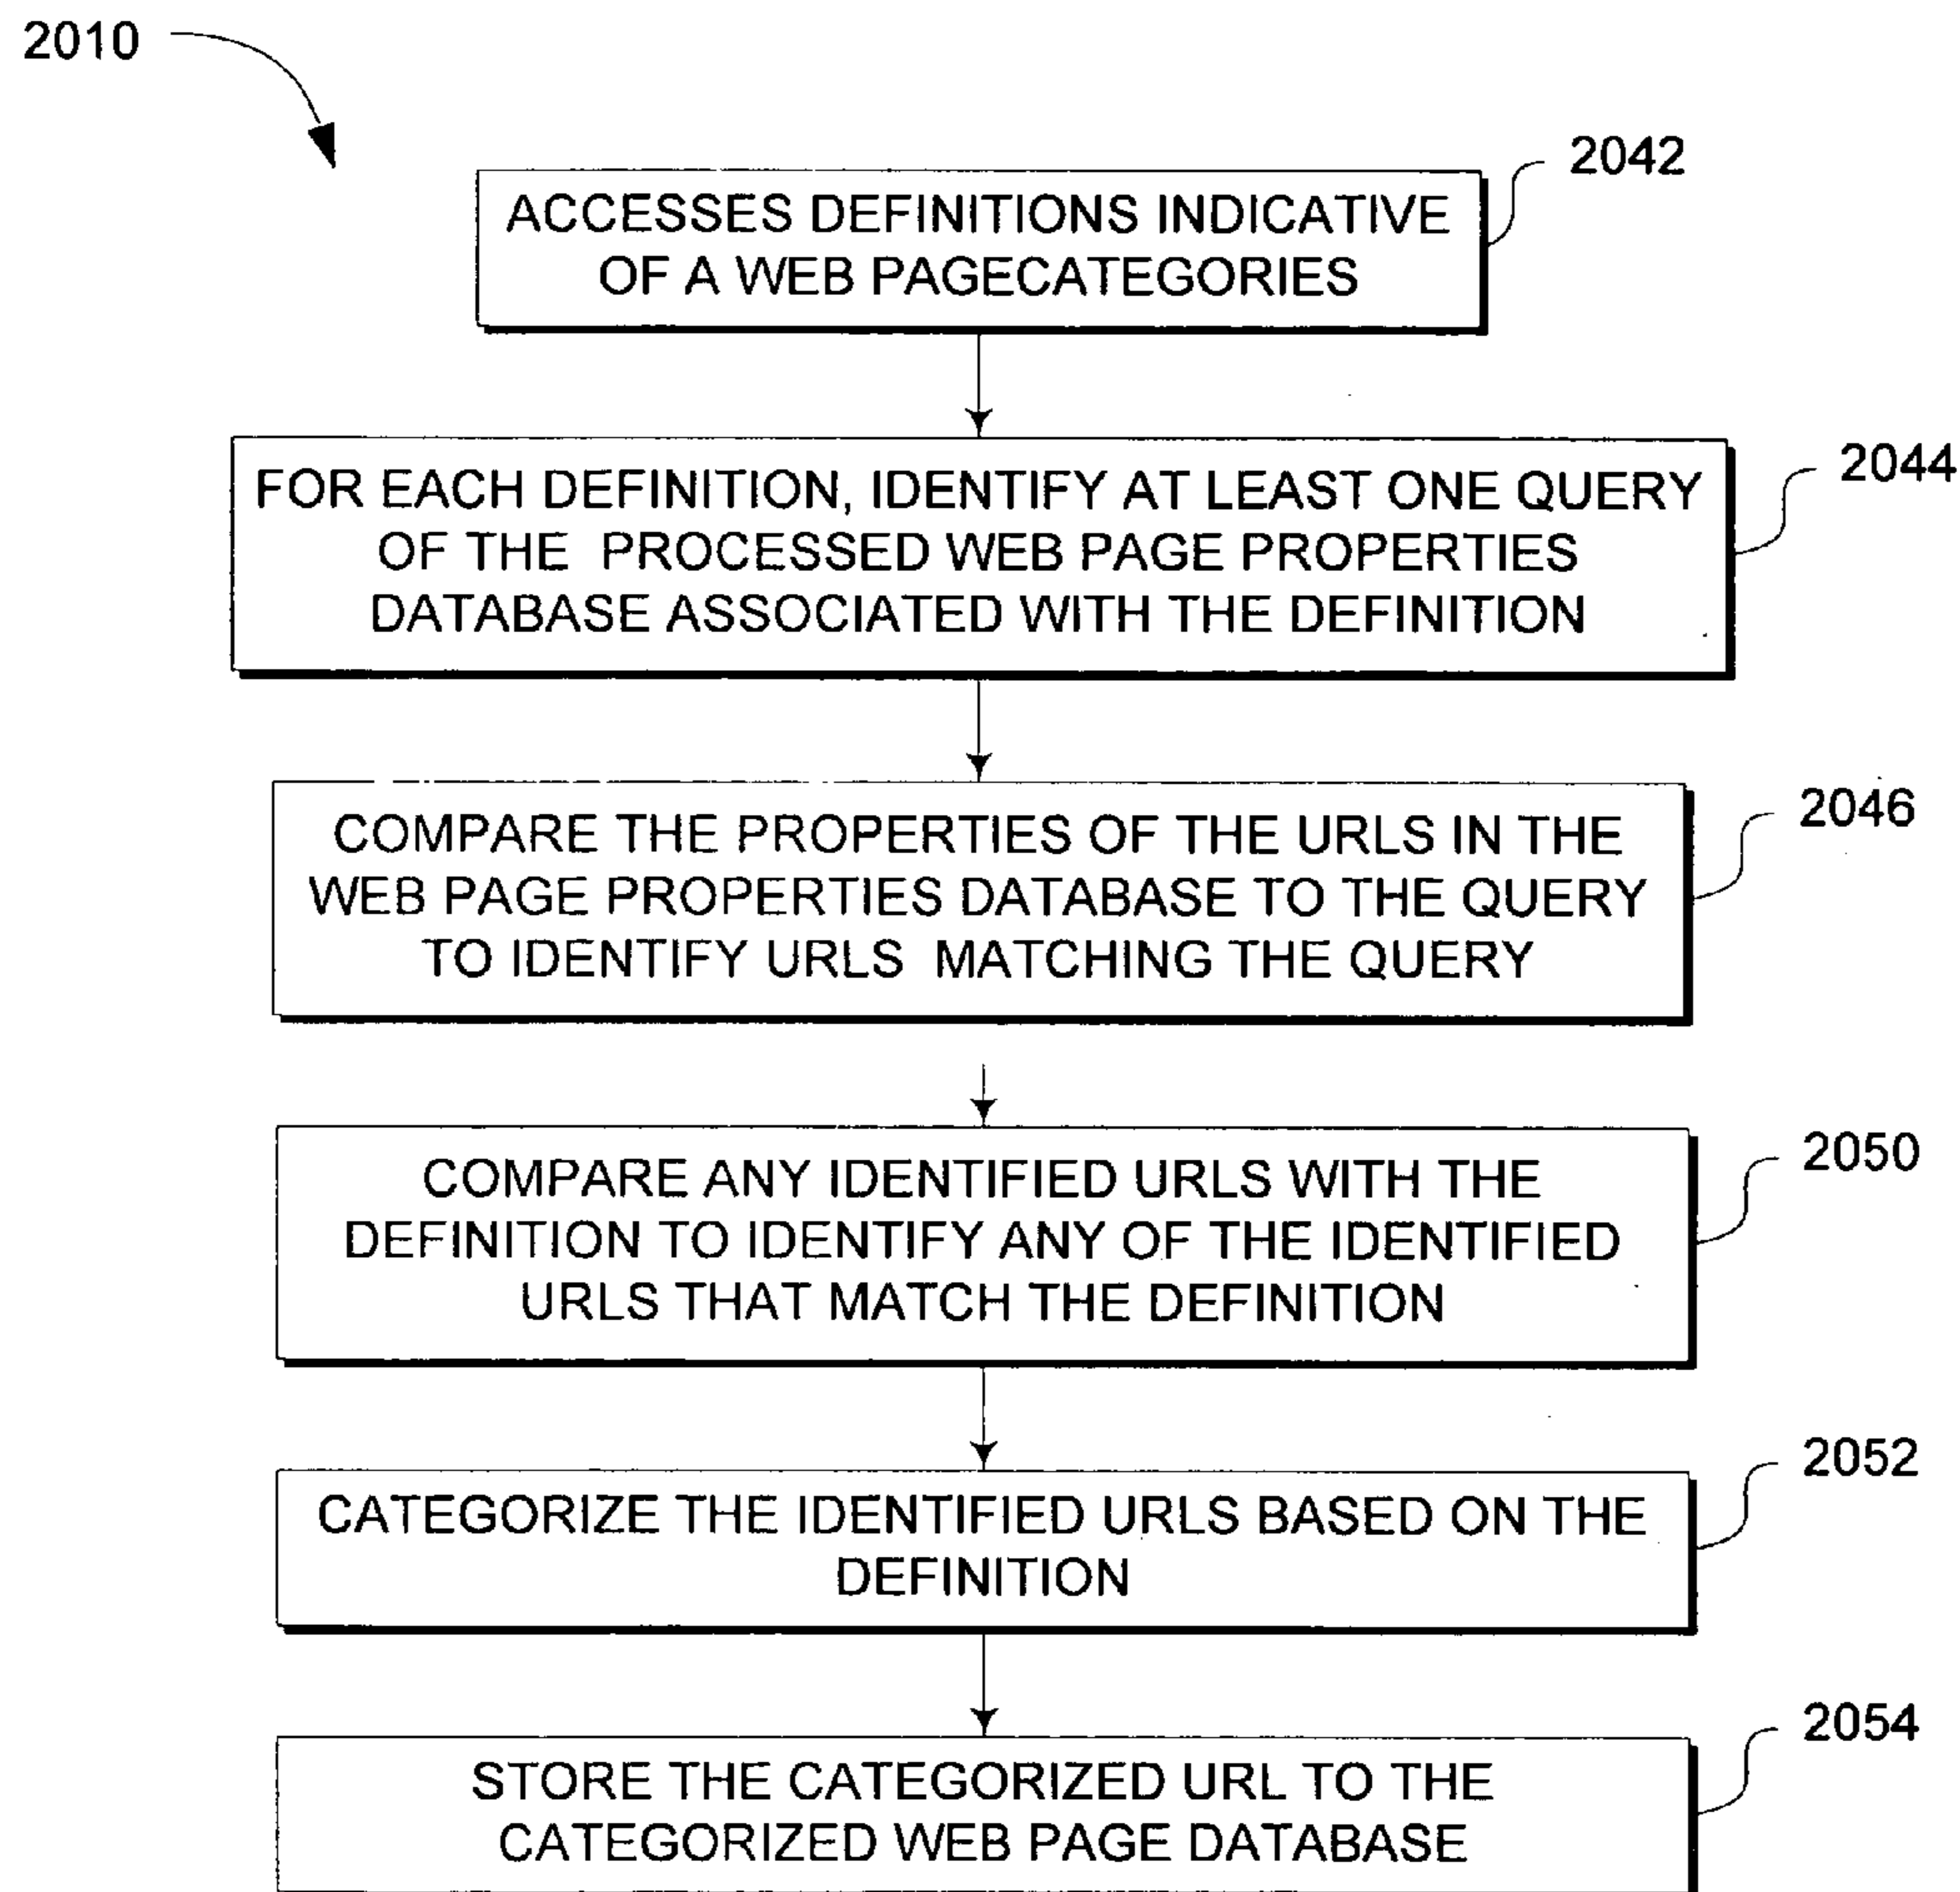 2010
2042
ACCESSES DEFINITIONS INDICATIVE
OF A WEB PAGECATEGORIES
2044
FOR EACH DEFINITION, IDENTIFY AT LEAST ONE QUERY
OF THE PROCESSED WEB PAGE PROPERTIES
DATABASE ASSOCIATED WITH THE DEFINITION
2046
COMPARE THE PROPERTIES OF THE URLS IN THE
WEB PAGE PROPERTIES DATABASE TO THE QUERY
TO IDENTIFY URLS MATCHING THE QUERY
2050
COMPARE ANY IDENTIFIED URLS WITH THE
DEFINITION TO IDENTIFY ANY OF THE IDENTIFIED
URLS THAT MATCH THE DEFINITION
2052
CATEGORIZE THE IDENTIFIED URLS BASED ON THE
DEFINITION
2054
STORE THE CATEGORIZED URL TO THE
CATEGORIZED WEB PAGE DATABASE